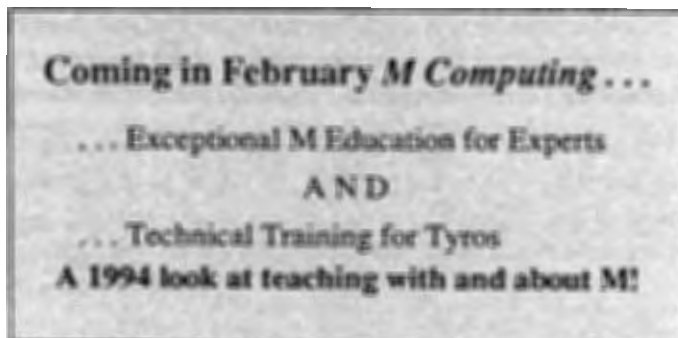 Coming in February M Computing . . .
. . . Exceptional M Education for Experts
A N D
. . . Technical Training for Tyros
A 1994 look at teaching with and about M!